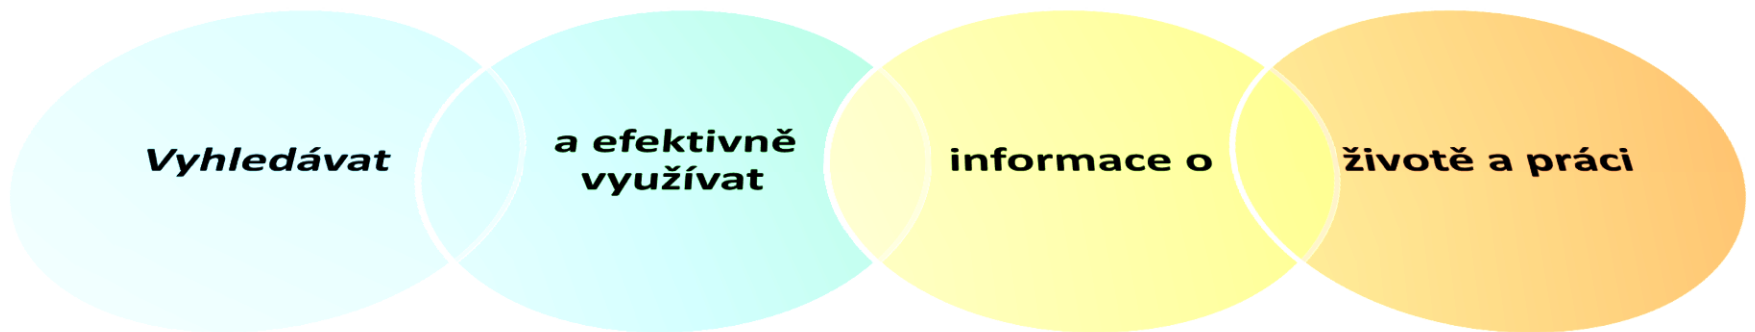 Vyhledávat
a efektivně
využívat
informace o
životě a práci